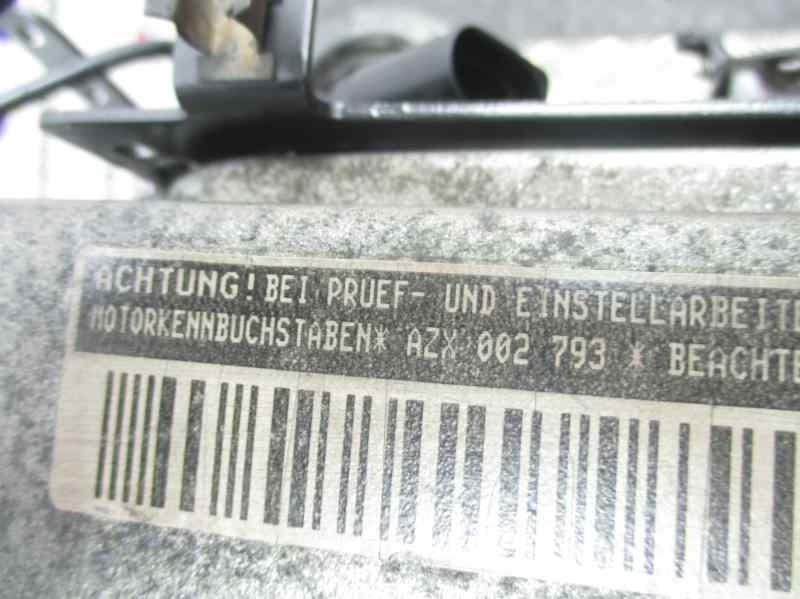 ACHTUNG! BEI PRUEF- UND EINSTELLARBEITE
MOTORKENNBUCHSTABEN* AZX 002 793 * BEACHTE